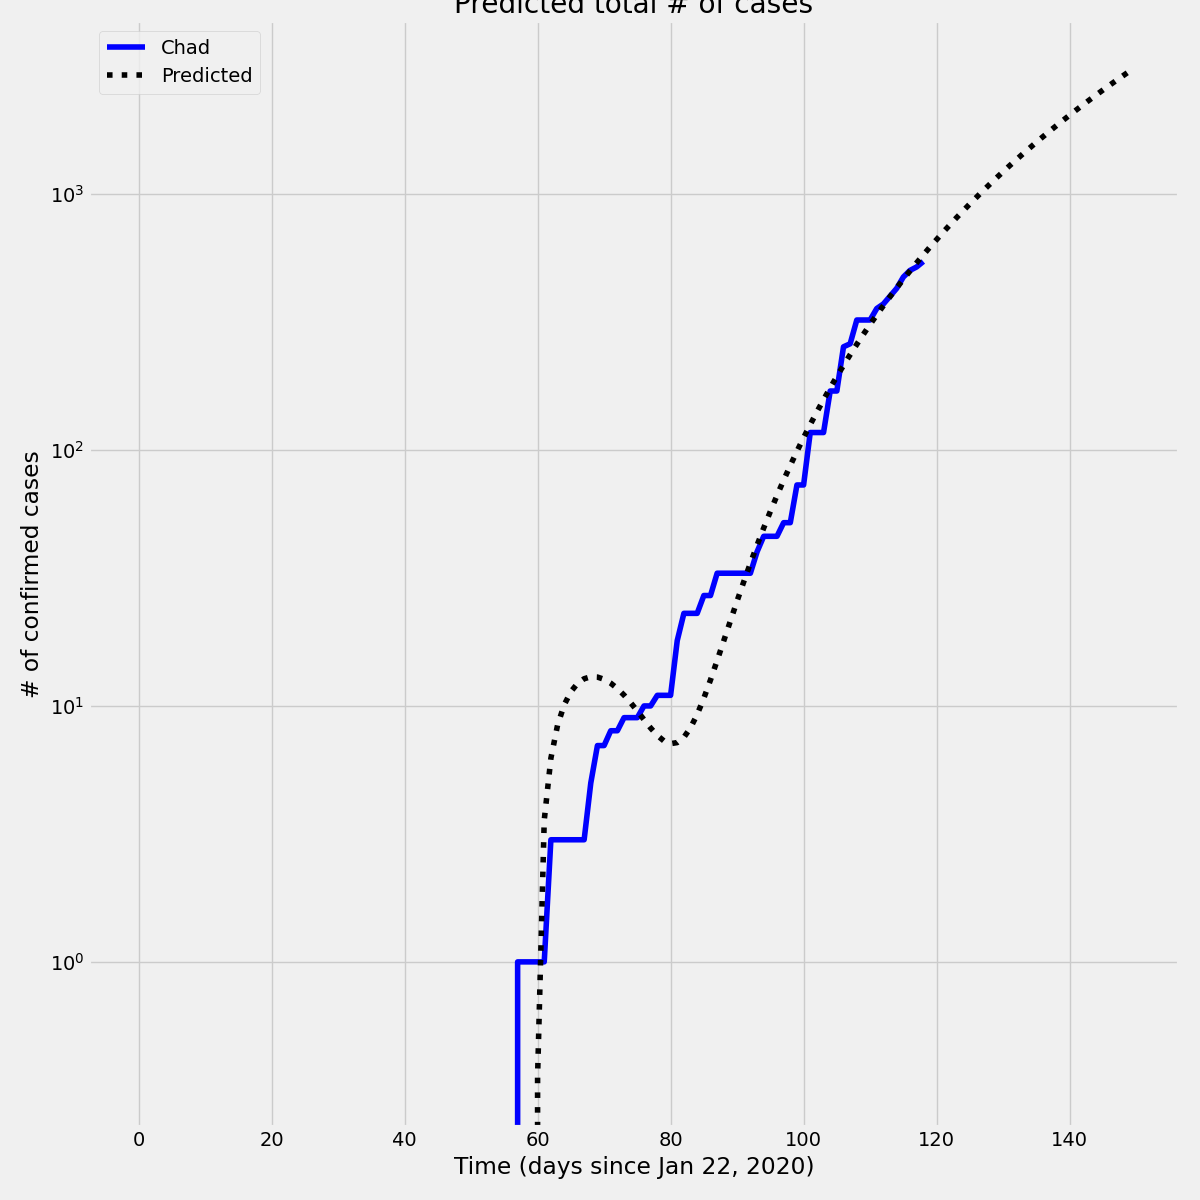 Predicted total # of cases
Chad
Predicted
10³
10²
10¹
10⁰
# of confirmed cases
0 20 40 60 80 100 120 140
Time (days since Jan 22, 2020)